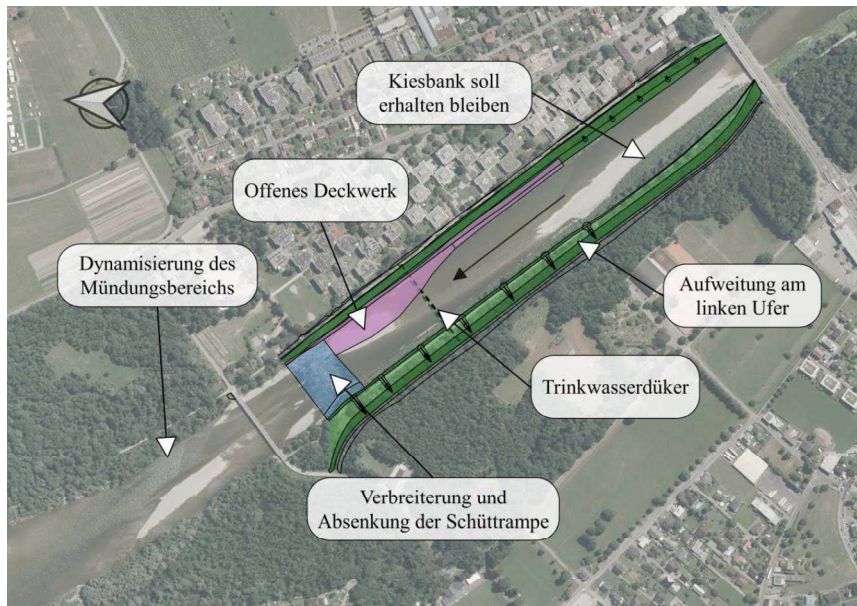 Kiesbank soll
erhalten bleiben
Offenes Deckwerk
Dynamisierung des
Mündungsbereichs
Aufweitung am
linken Ufer
Trinkwasserdüker
Verbreiterung und
Absenkung der Schüttrampe